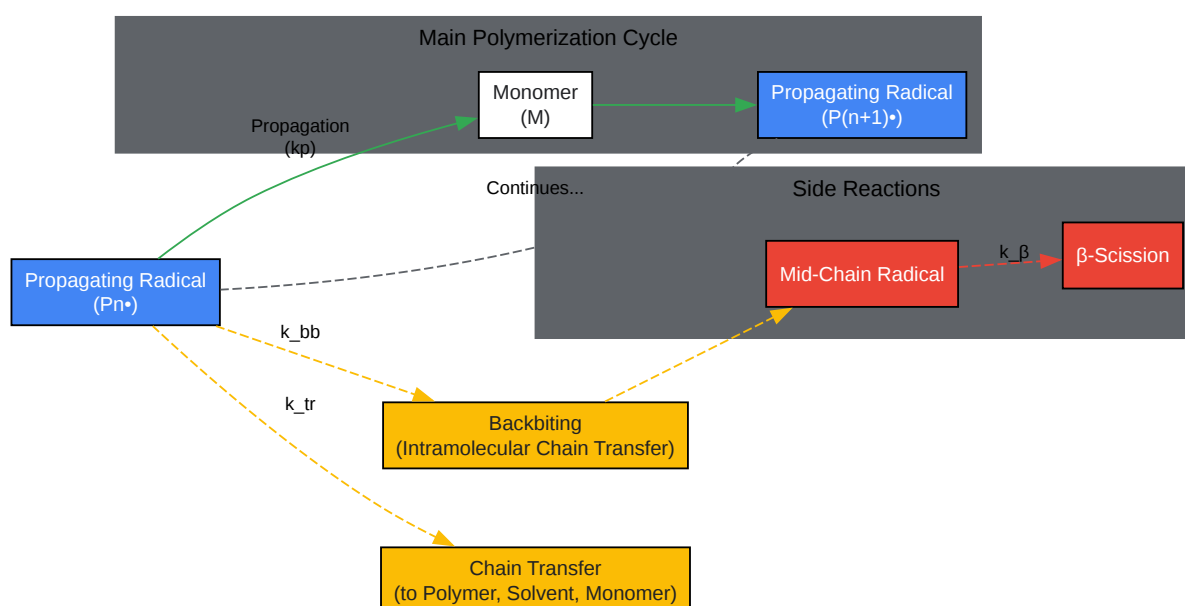 Main Polymerization Cycle
Monomer
(M)
Propagating Radical
(P(n+1)•)
Propagation
(kp)
Continues...
Side Reactions
Propagating Radical
(Pn•)
Mid-Chain Radical
k_β
β-Scission
k_bb
k_tr
Backbiting
(Intramolecular Chain Transfer)
Chain Transfer
(to Polymer, Solvent, Monomer)